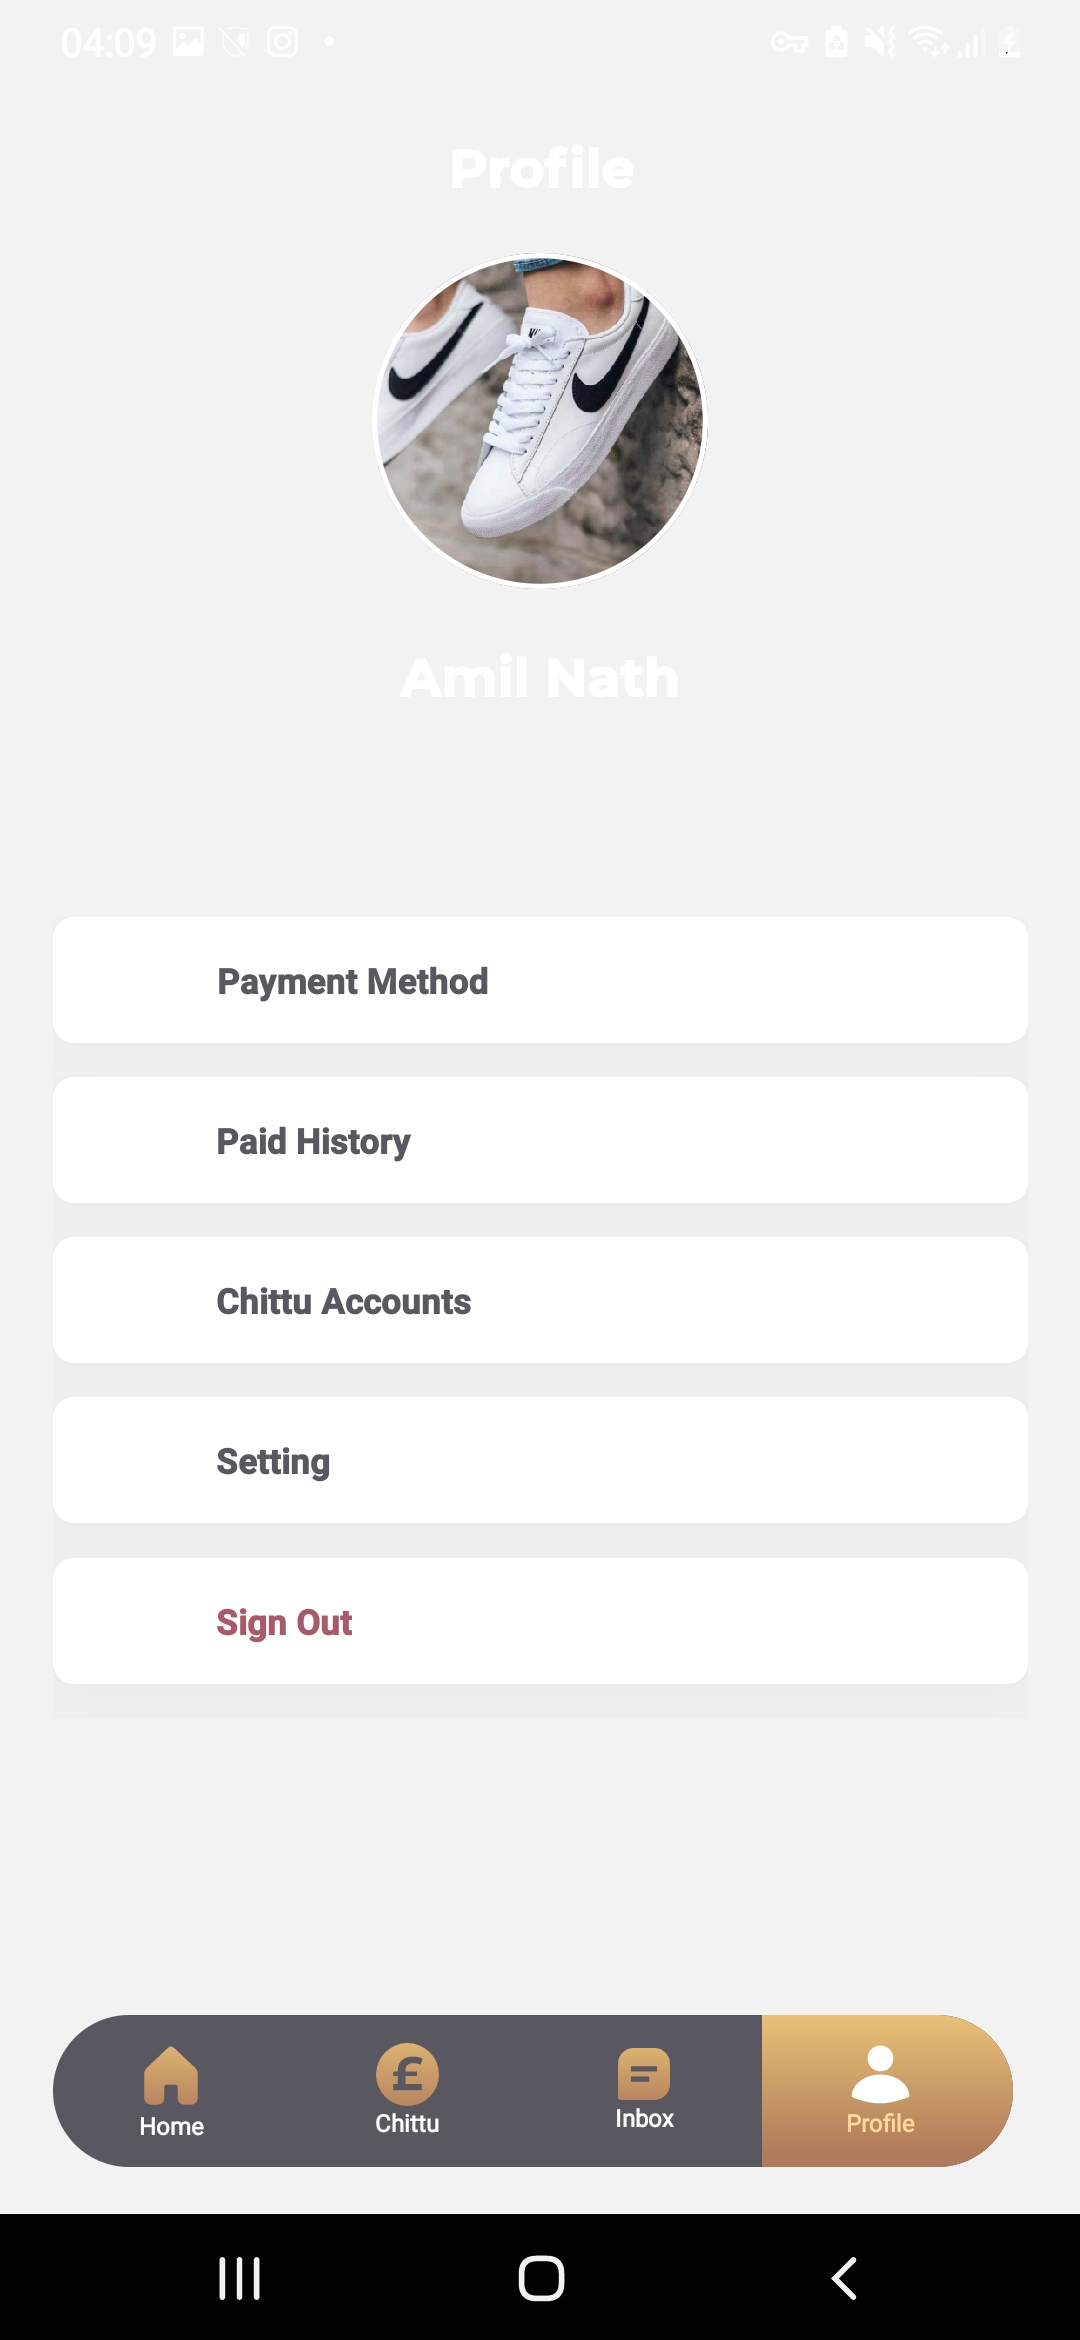 04:09
Profile
Amil Nath
Payment Method
Paid History
Chittu Accounts
Setting
Sign Out
Home
£
Chittu
Inbox
Profile